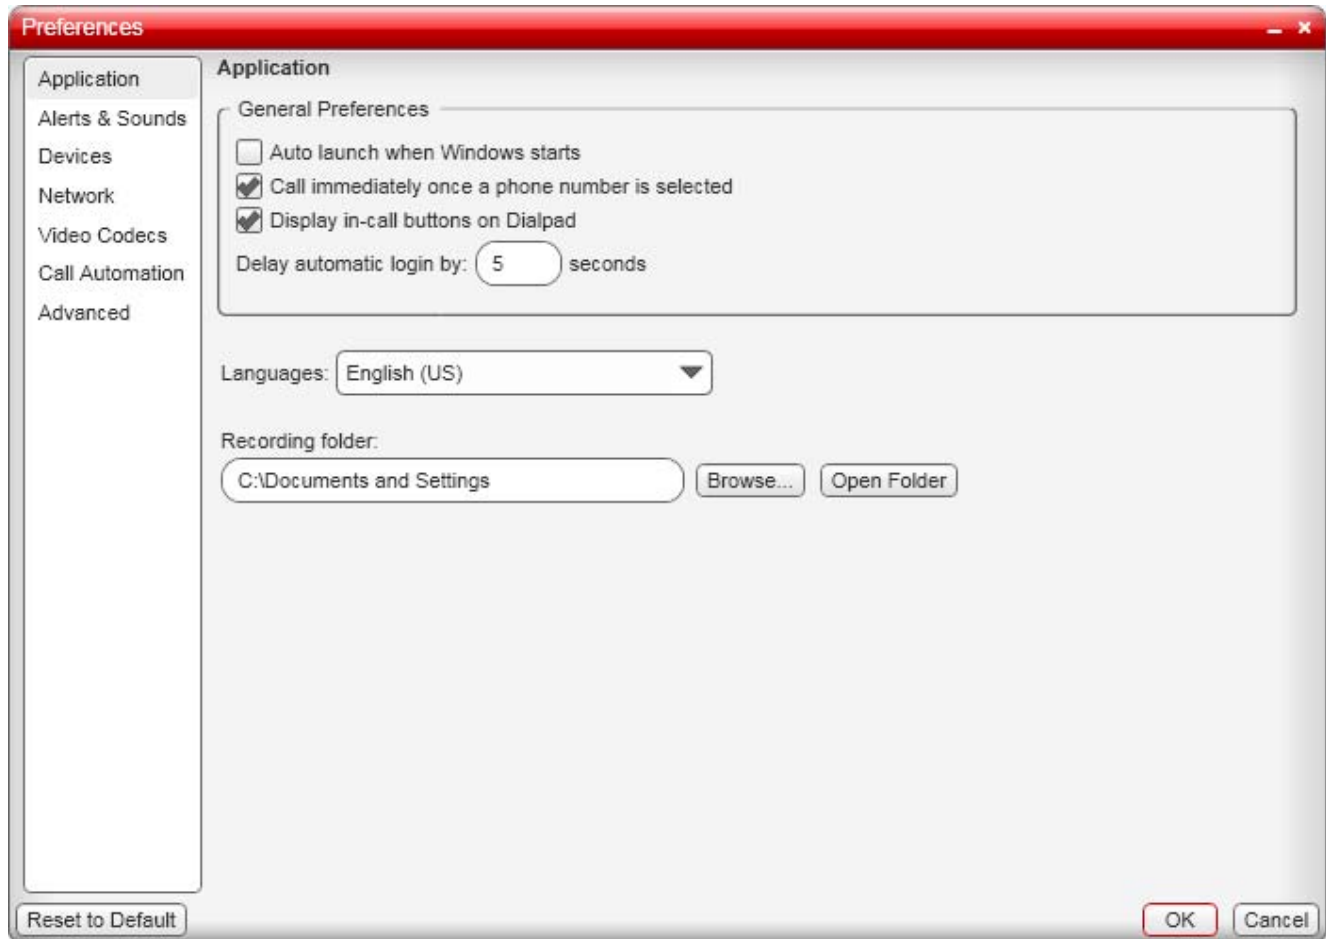 Preferences
Application
Alerts & Sounds
Devices
Network
Video Codecs
Call Automation
Advanced
Application
General Preferences
Auto launch when Windows starts
Call immediately once a phone number is selected
Display in-call buttons on Dialpad
Delay automatic login by: 5 seconds
Languages: English (US)
Recording folder:
C:\Documents and Settings Browse... Open Folder
Reset to Default OK Cancel